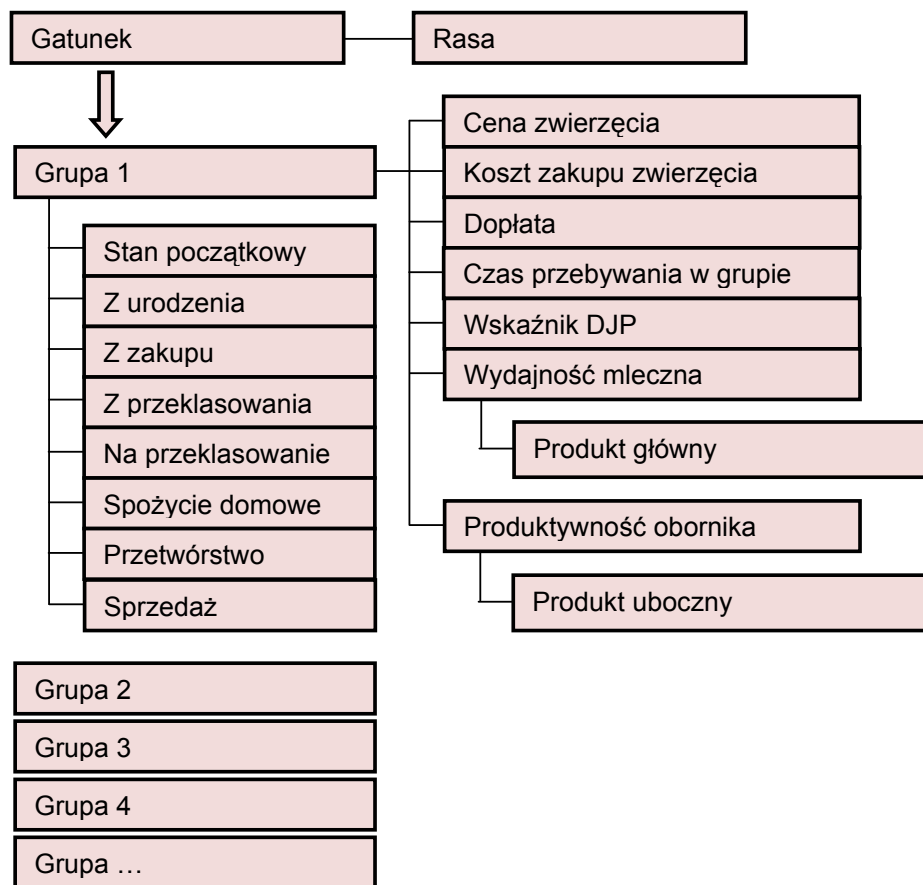 Gatunek
Rasa
Grupa 1
Stan początkowy
Z urodzenia
Z zakupu
Z przeklasowania
Na przeklasowanie
Spożycie domowe
Przetwórstwo
Sprzedaż
Cena zwierzęcia
Koszt zakupu zwierzęcia
Dopłata
Czas przebywania w grupie
Wskaźnik DJP
Wydajność mleczna
Produkt główny
Produktywność obornika
Produkt uboczny
Grupa 2
Grupa 3
Grupa 4
Grupa …